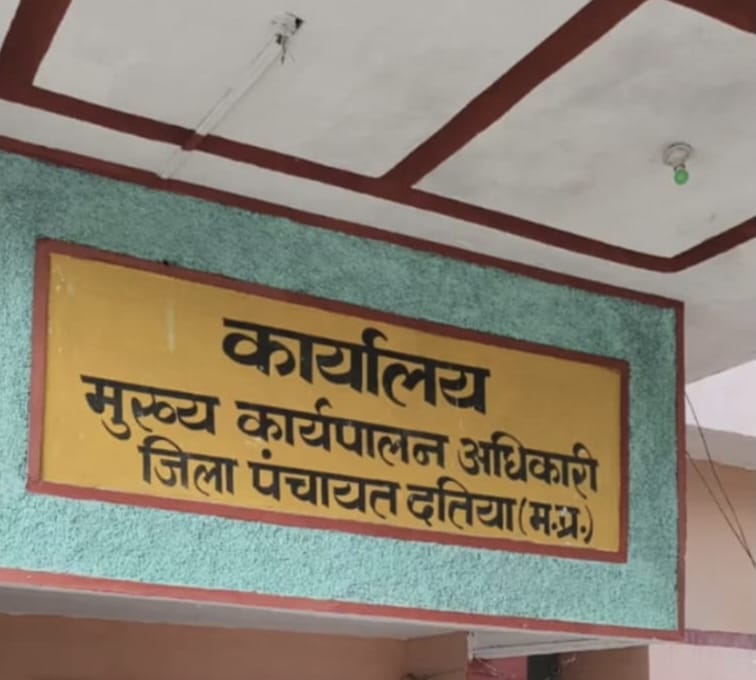 कार्यालय
मुख्य कार्यपालन अधिकारी
जिला पंचायत दतिया (म.प्र.)